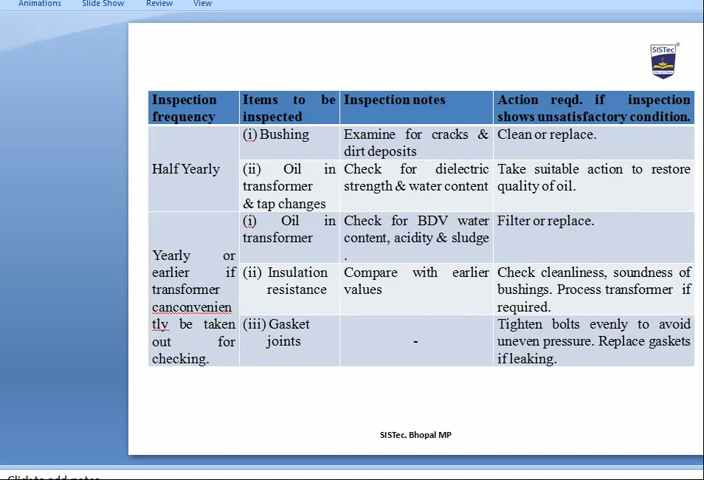 Animations Slide Show Review View
SISTec
Inspection frequency Items to be inspected Inspection notes Action reqd. if inspection shows unsatisfactory condition.
Half Yearly
(i) Bushing
Examine for cracks &
dirt deposits
Clean or replace.
(ii) Oil in
transformer
& tap changes
Check for dielectric
strength & water content
Take suitable action to restore
quality of oil.
Yearly or
earlier if
transformer
canconvenien
tly be taken
out for
checking.
(i) Oil in
transformer
Check for BDV water
content, acidity & sludge
.
Filter or replace.
(ii) Insulation
resistance
Compare with earlier
values
Check cleanliness, soundness of
bushings. Process transformer if
required.
(iii) Gasket
joints
-
Tighten bolts evenly to avoid
uneven pressure. Replace gaskets
if leaking.
SISTec. Bhopal MP
Click to add notes